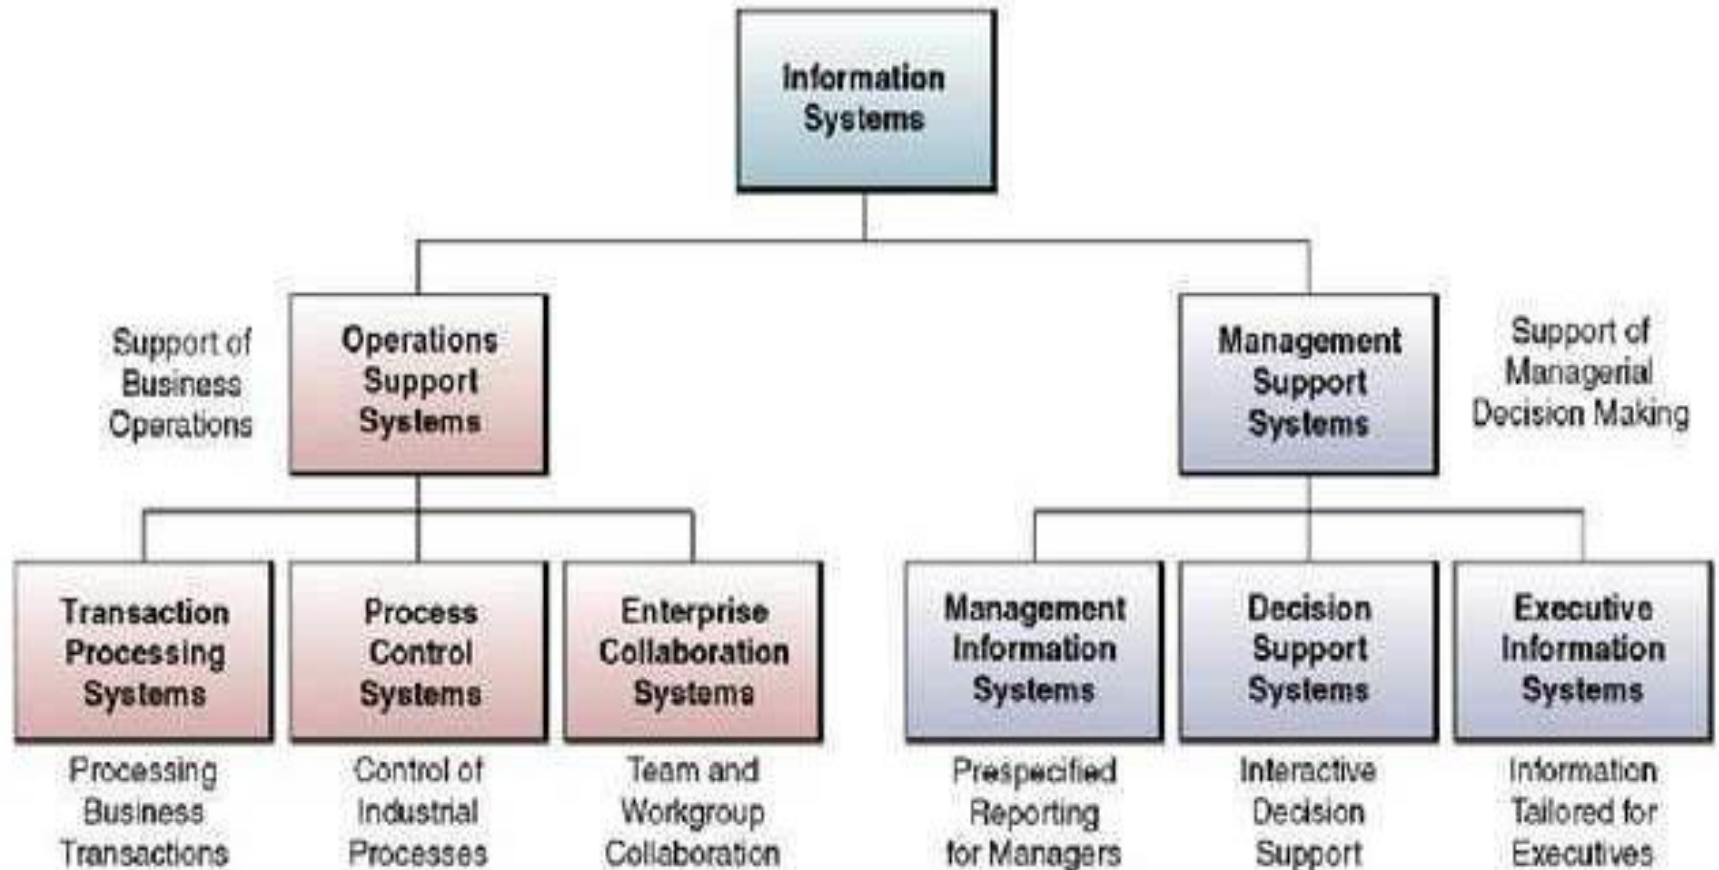 Information
Systems
Support of
Business
Operations
Operations
Support
Systems
Management
Support
Systems
Support of
Managerial
Decision Making
Transaction
Processing
Systems
Processing
Business
Transactions
Process
Control
Systems
Control of
Industrial
Processes
Enterprise
Collaboration
Systems
Team and
Workgroup
Collaboration
Management
Information
Systems
Prespecified
Reporting
for Managers
Decision
Support
Systems
Interactive
Decision
Support
Executive
Information
Systems
Information
Tailored for
Executives